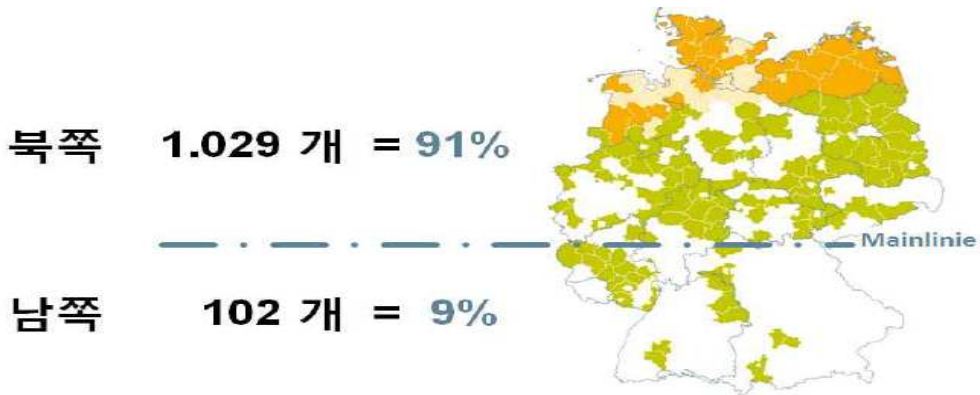 북쪽 1.029 개 = 91%
Mainlinie
남쪽 102 개 = 9%